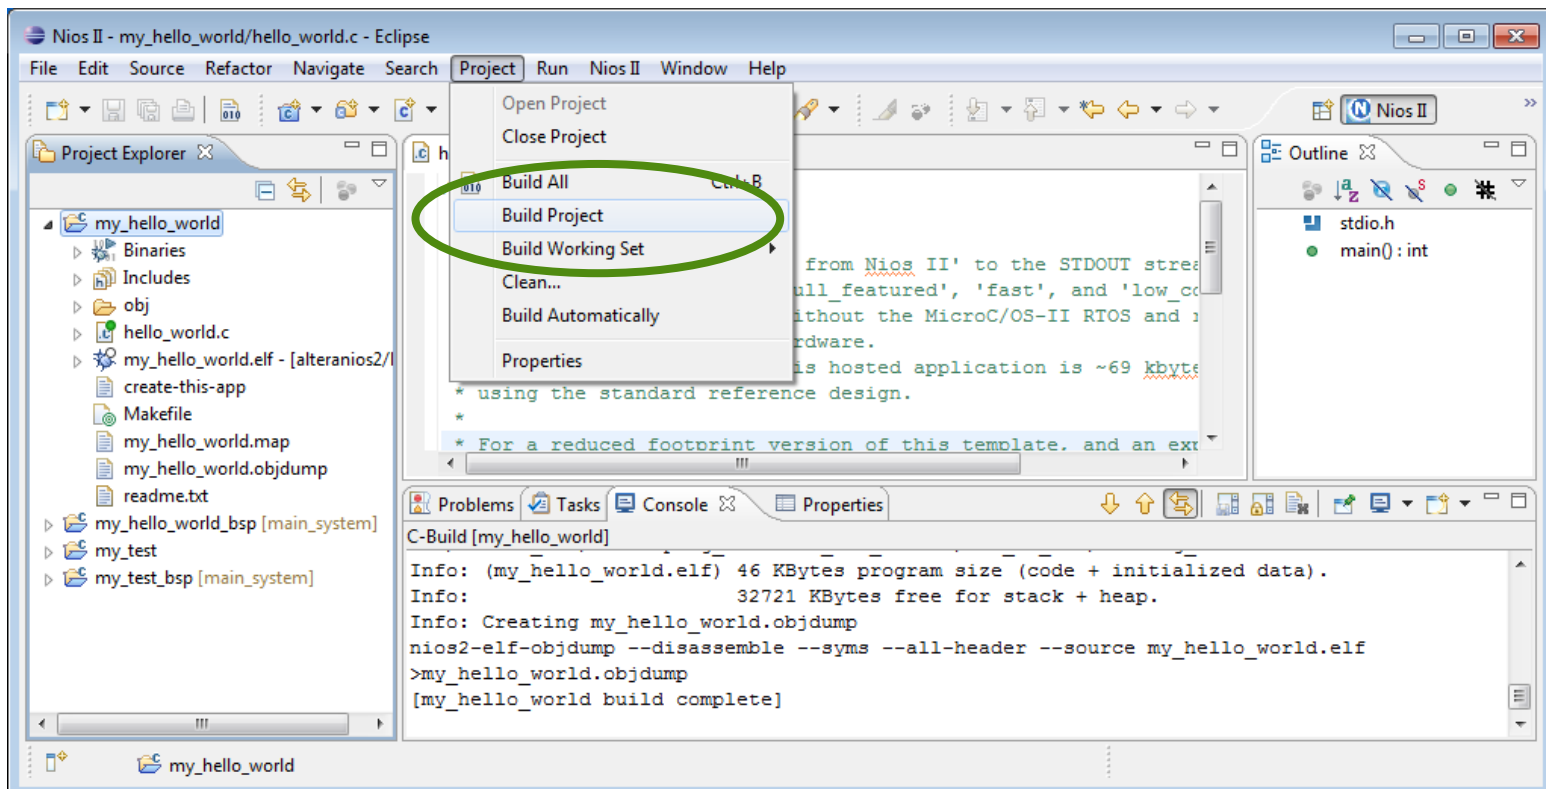 Nios II - my_hello_world/hello_world.c - Eclipse
File Edit Source Refactor Navigate Search Project Run Nios II Window Help
Nios II
Open Project
Close Project
Build All Ctrl+B
Build Project
Build Working Set
Clean...
Build Automatically
Properties
Project Explorer
my_hello_world
Binaries
Includes
obj
hello_world.c
my_hello_world.elf - [alteranios2/
create-this-app
Makefile
my_hello_world.map
my_hello_world.objdump
readme.txt
my_hello_world_bsp [main_system]
my_test
my_test_bsp [main_system]
h
from Nios II' to the STDOUT strea
ull_featured', 'fast', and 'low_co
ithout the MicroC/OS-II RTOS and
rdware.
is hosted application is ~69 kbyte
* using the standard reference design.
*
* For a reduced footprint version of this template, and an exp
Outline
stdio.h
main() : int
Problems Tasks Console Properties
C-Build [my_hello_world]
Info: (my_hello_world.elf) 46 KBytes program size (code + initialized data).
Info: 32721 KBytes free for stack + heap.
Info: Creating my_hello_world.objdump
nios2-elf-objdump --disassemble --syms --all-header --source my_hello_world.elf
>my_hello_world.objdump
[my_hello_world build complete]
my_hello_world